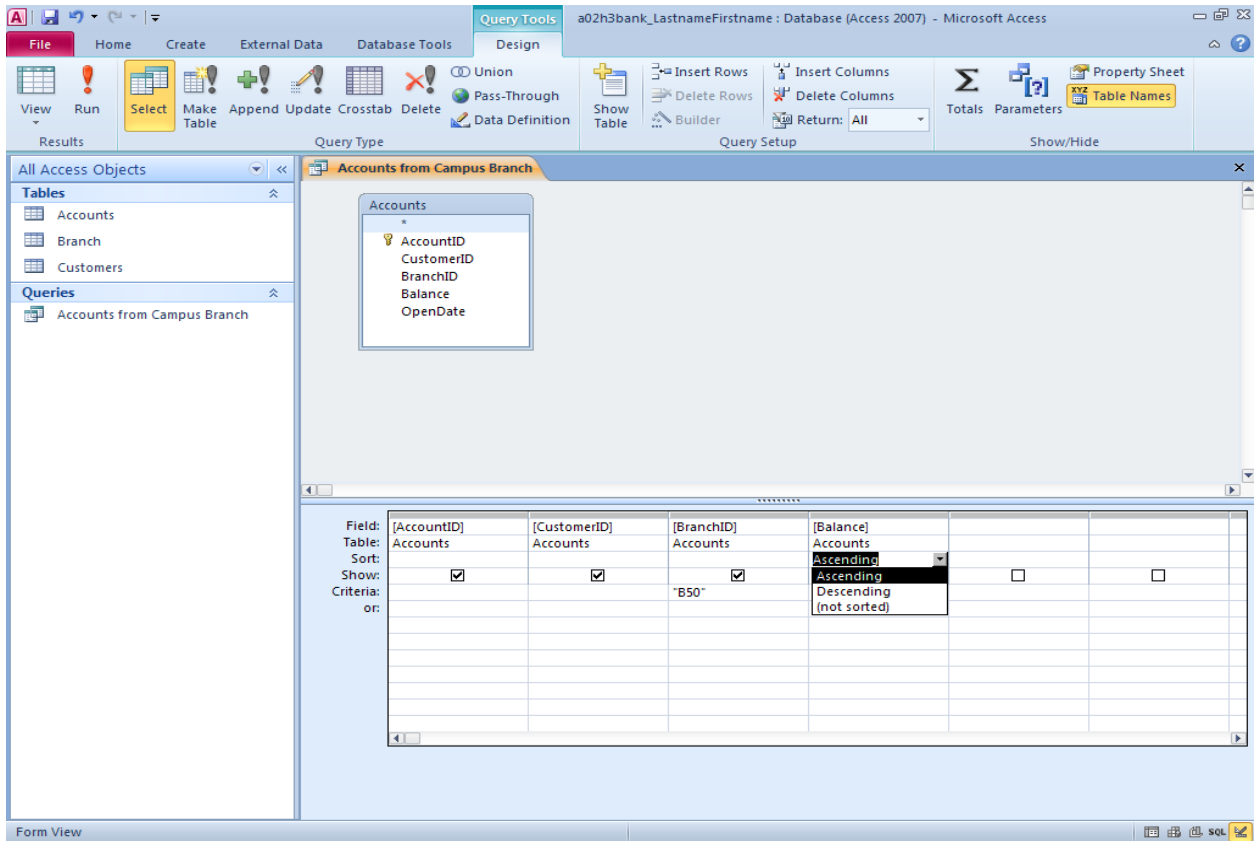 Query Tools
a02h3bank_LastnameFirstname : Database (Access 2007) - Microsoft Access
File Home Create External Data Database Tools Design
View
Run
Select
Make Table
Append
Update
Crosstab
Delete
Union
Pass-Through
Data Definition
Show Table
Insert Rows
Delete Rows
Builder
Insert Columns
Delete Columns
Return: All
Totals
Parameters
Property Sheet
Table Names
Results
Query Type
Query Setup
Show/Hide
All Access Objects
Tables
Accounts
Branch
Customers
Queries
Accounts from Campus Branch
Accounts from Campus Branch
Accounts
*
AccountID
CustomerID
BranchID
Balance
OpenDate
Field: [AccountID] [CustomerID] [BranchID] [Balance]
Table: Accounts Accounts Accounts Accounts
Sort: Ascending
Show: Ascending
Criteria: "B50" Descending
or: (not sorted)
Form View
SQL